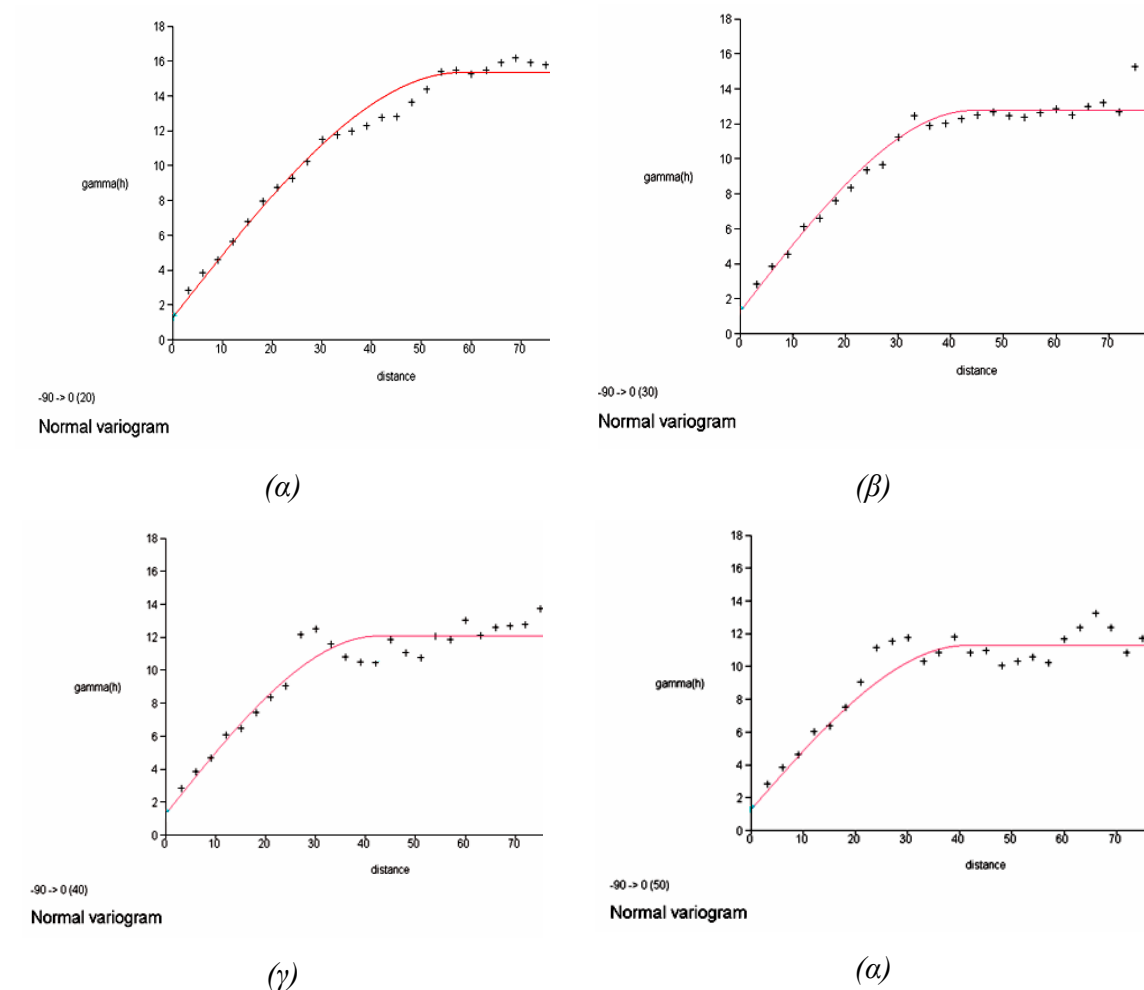 18
16
14
12
10
8
6
4
2
0
gamma(h)
0 10 20 30 40 50 60 70
distance
-90 -> 0 (20)
Normal variogram
(α)
18
16
14
12
10
8
6
4
2
0
gamma(h)
0 10 20 30 40 50 60 70
distance
-90 -> 0 (30)
Normal variogram
(β)
18
16
14
12
10
8
6
4
2
0
gamma(h)
0 10 20 30 40 50 60 70
distance
-90 -> 0 (40)
Normal variogram
(γ)
18
16
14
12
10
8
6
4
2
0
gamma(h)
0 10 20 30 40 50 60 70
distance
-90 -> 0 (50)
Normal variogram
(α)